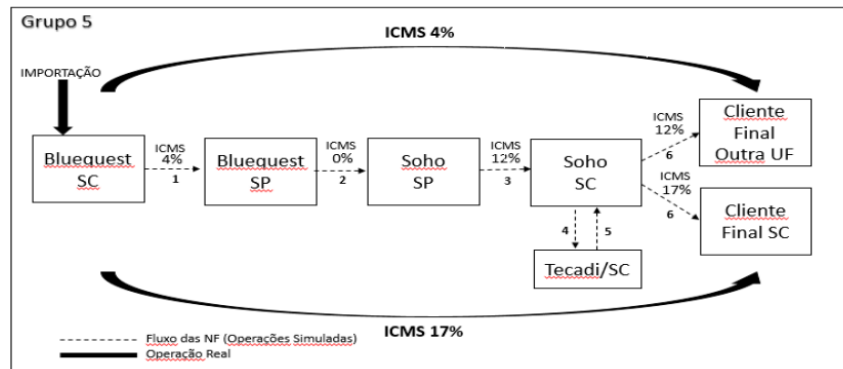 Grupo 5
ICMS 4%
IMPORTAÇÃO
Bluequest
SC
ICMS
4%
1
Bluequest
SP
ICMS
0%
2
Soho
SP
ICMS
12%
3
Soho
SC
ICMS
12%
6
Cliente
Final
Outra UF
ICMS
17%
6
Cliente
Final SC
4
5
Tecadi/SC
ICMS 17%
Fluxo das NF (Operações Simuladas)
Operação Real